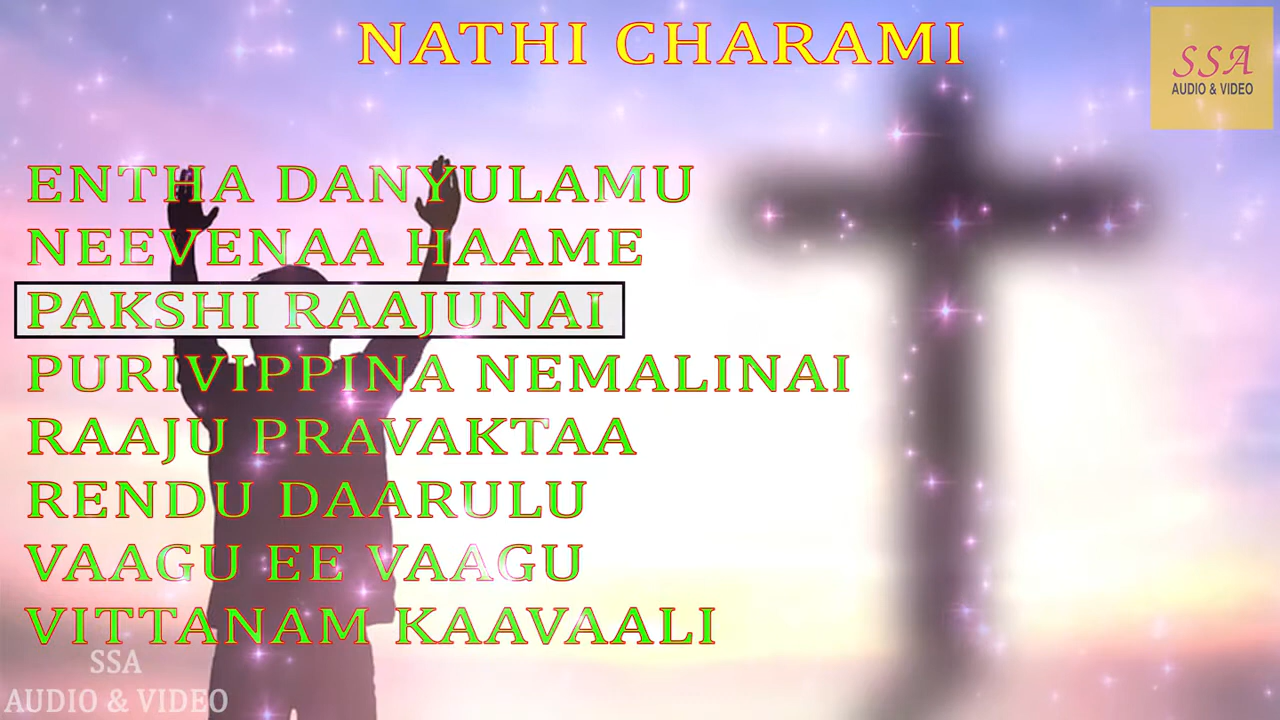 NATHI CHARAMI
SSA
AUDIO & VIDEO
ENTHA DANYULAMU
NEEVENAA HAAME
PAKSHI RAAJUNAI
PURIVIPPINA NEMALINAI
RAAJU PRAVAKTAA
RENDU DAARULU
VAAGU EE VAAGU
VITTANAM KAAVAALI
SSA
AUDIO & VIDEO